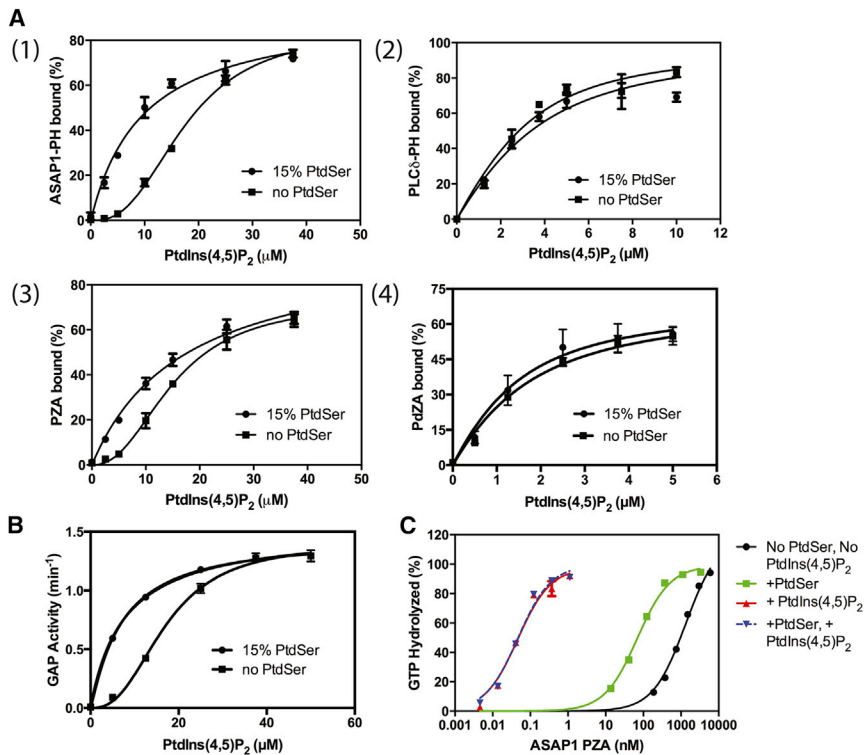 A
(1)
ASAP1-PH bound (%)
80
60
40
20
0
0 10 20 30 40 50
PtdIns(4,5)P2 (μM)
15% PtdSer
no PtdSer
(2)
PLCδ-PH bound (%)
100
80
60
40
20
0
0 2 4 6 8 10 12
PtdIns(4,5)P2 (μM)
15% PtdSer
no PtdSer
(3)
PZA bound (%)
80
60
40
20
0
0 10 20 30 40 50
PtdIns(4,5)P2 (μM)
15% PtdSer
no PtdSer
(4)
PdZA bound (%)
75
60
45
30
15
0
0 1 2 3 4 5 6
PtdIns(4,5)P2 (μM)
15% PtdSer
no PtdSer
B
GAP Activity (min-1)
1.5
1.0
0.5
0.0
0 20 40 60
PtdIns(4,5)P2 (μM)
15% PtdSer
no PtdSer
C
GTP Hydrolyzed (%)
120
100
80
60
40
20
0
0.001 0.01 0.1 1 10 100 1000 10000
ASAP1 PZA (nM)
No PtdSer, No
PtdIns(4,5)P2
+PtdSer
+ PtdIns(4,5)P2
+PtdSer, +
PtdIns(4,5)P2